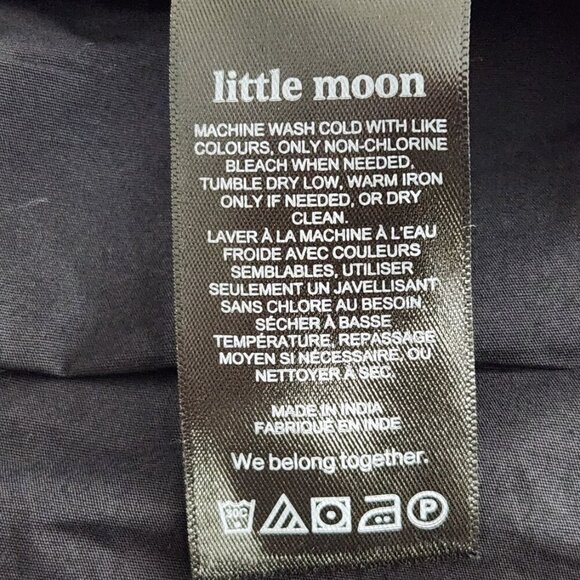 little moon
MACHINE WASH COLD WITH LIKE
COLOURS, ONLY NON-CHLORINE
BLEACH WHEN NEEDED,
TUMBLE DRY LOW, WARM IRON
ONLY IF NEEDED, OR DRY
CLEAN.
LAVER À LA MACHINE À L'EAU
FROIDE AVEC COULEURS
SEMBLABLES, UTILISER
SEULEMENT UN JAVELLISANT
SANS CHLORE AU BESOIN,
SÉCHER À BASSE
TEMPÉRATURE, REPASSAGE
MOYEN SI NÉCESSAIRE, OU
NETTOYER À SEC.
MADE IN INDIA
FABRIQUÉ EN INDE
We belong together.
30C P